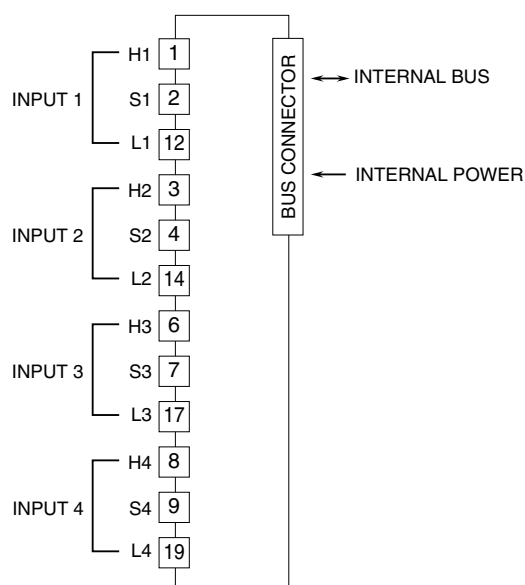 H1 1
INPUT 1
S1 2
L1 12
H2 3
INPUT 2
S2 4
L2 14
H3 6
INPUT 3
S3 7
L3 17
H4 8
INPUT 4
S4 9
L4 19
BUS CONNECTOR
INTERNAL BUS
INTERNAL POWER